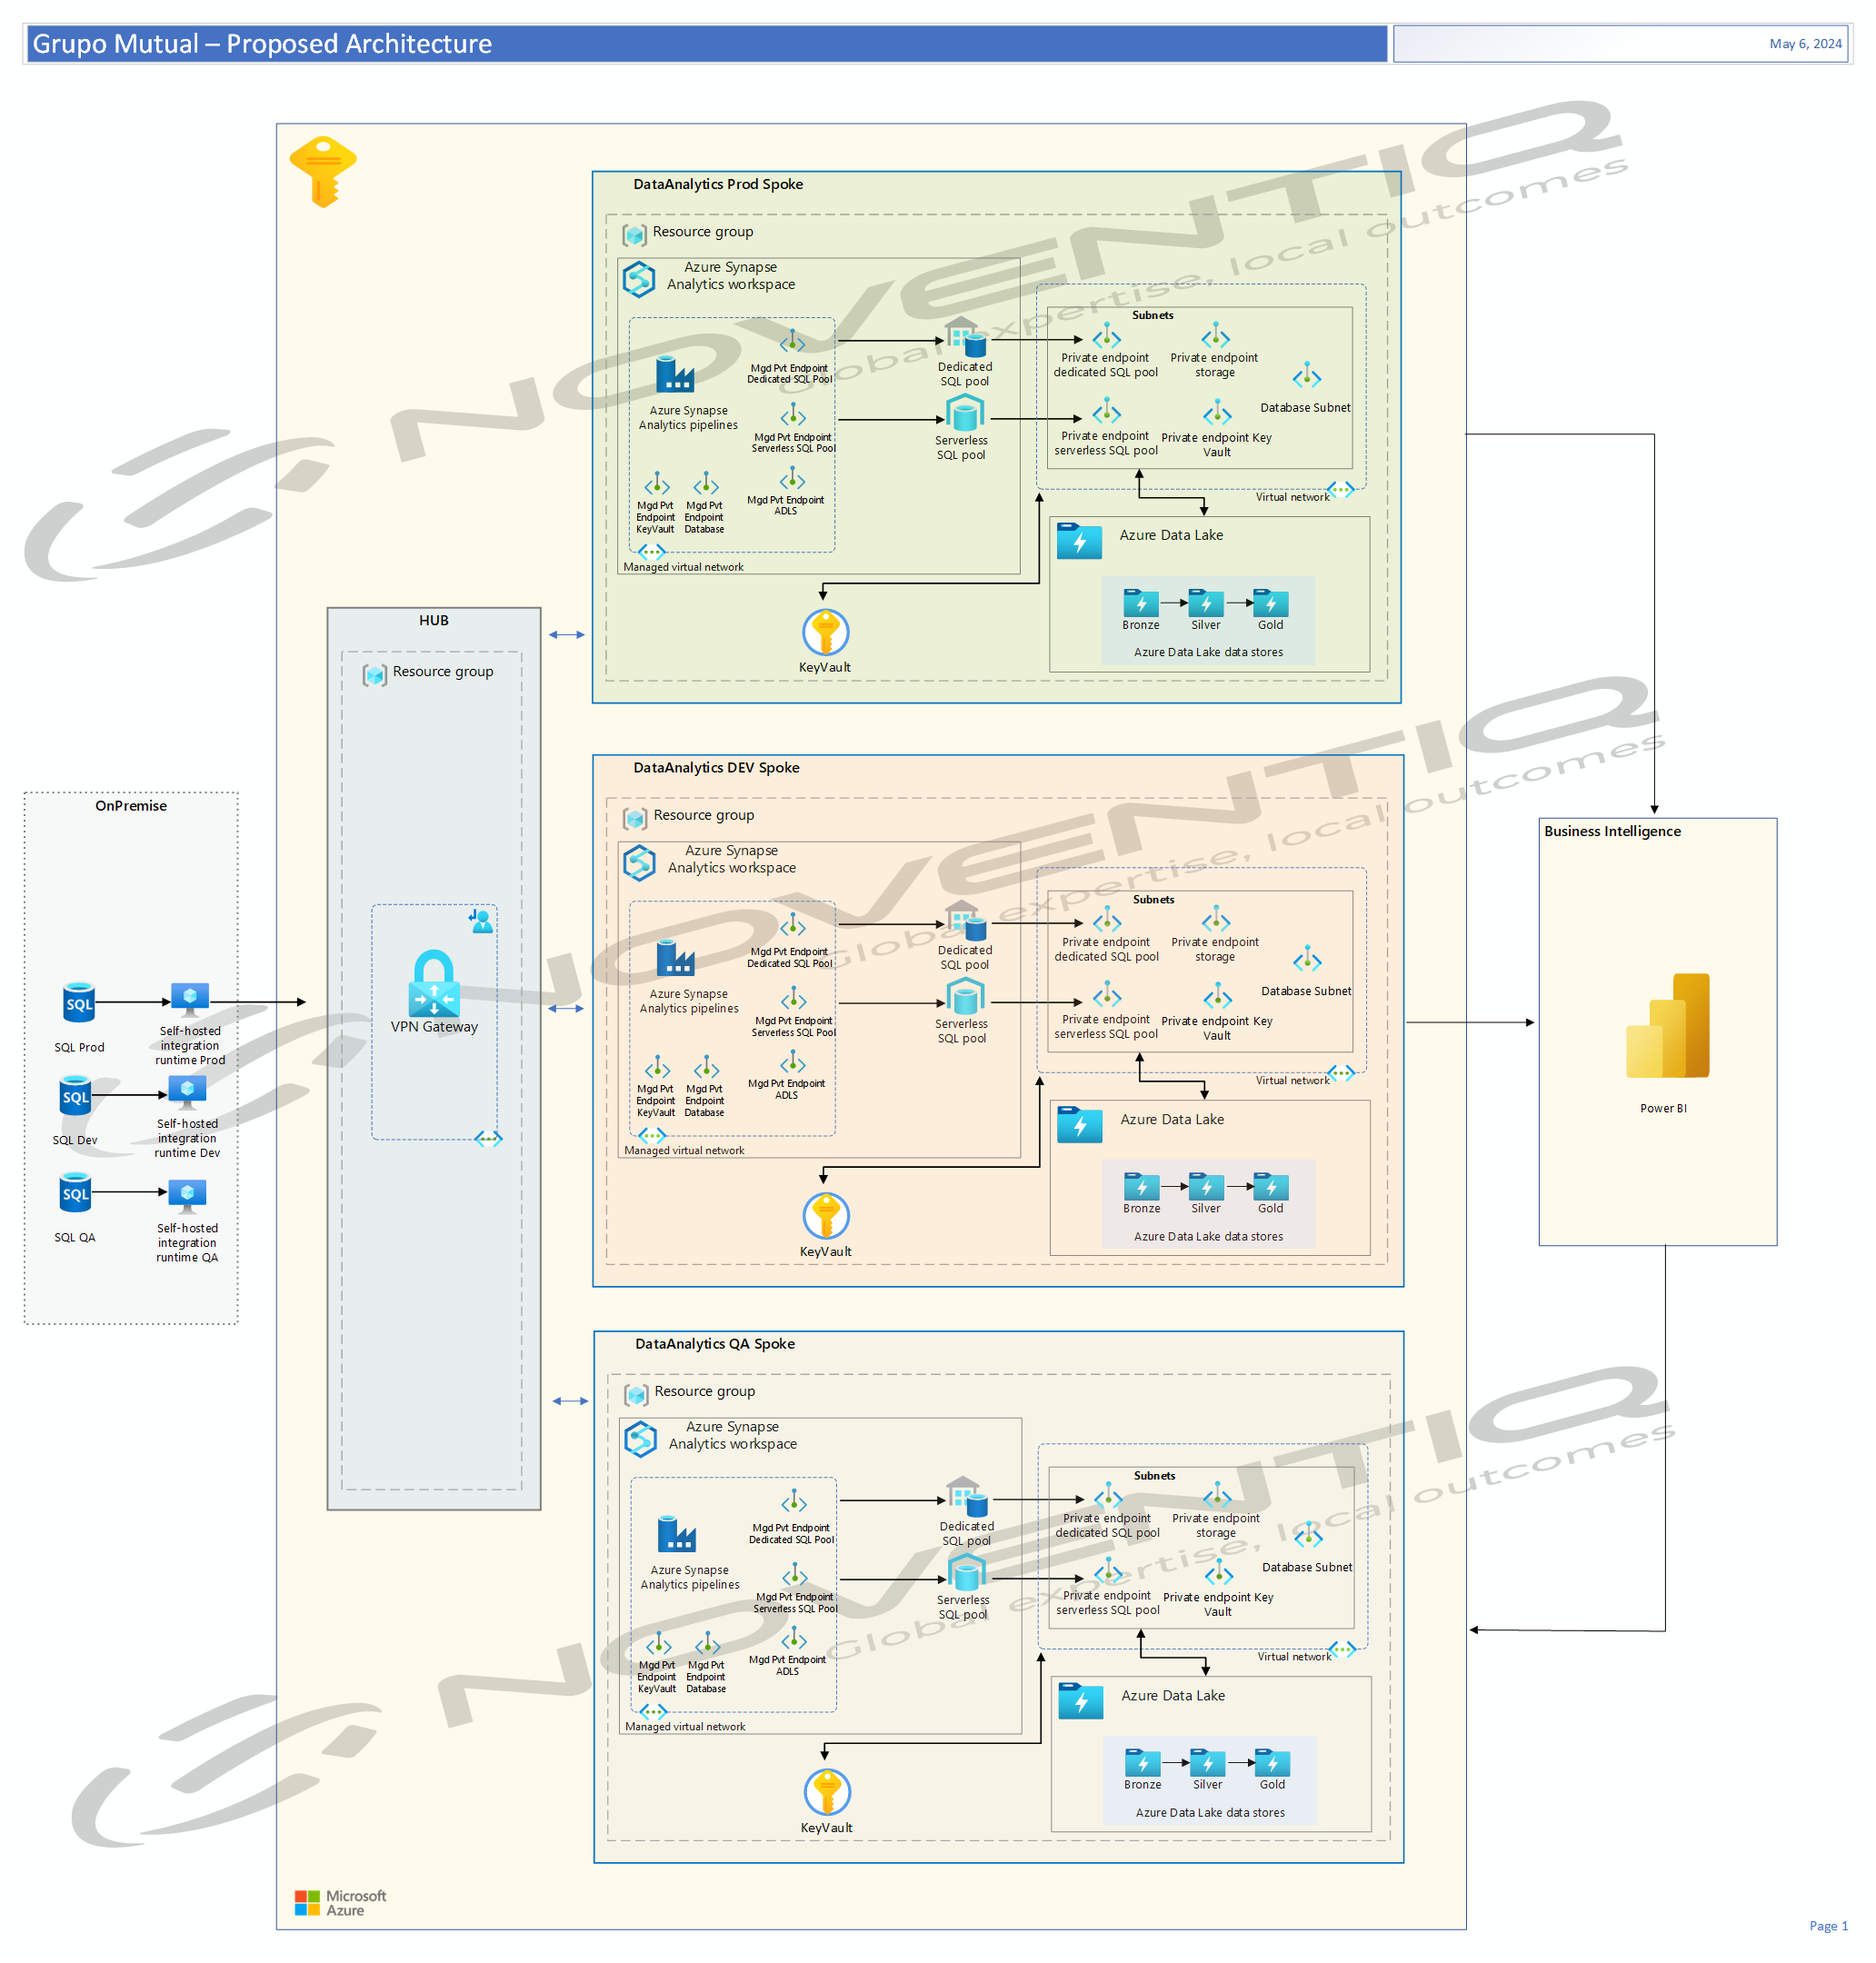 Grupo Mutual – Proposed Architecture
May 6, 2024
DataAnalytics Prod Spoke
Resource group
Azure Synapse
Analytics workspace
Azure Synapse
Analytics pipelines
Mgd Pvt Endpoint
Dedicated SQL Pool
Mgd Pvt Endpoint
Serverless SQL Pool
Mgd Pvt
Endpoint
KeyVault
Mgd Pvt
Endpoint
Database
Mgd Pvt Endpoint
ADLS
Managed virtual network
Dedicated
SQL pool
Serverless
SQL pool
Subnets
Private endpoint
dedicated SQL pool
Private endpoint
storage
Database Subnet
Private endpoint
serverless SQL pool
Private endpoint Key
Vault
Virtual network
Azure Data Lake
Bronze
Silver
Gold
Azure Data Lake data stores
KeyVault
NOVENTIQ
Global expertise, local outcomes
HUB
Resource group
VPN Gateway
OnPremise
SQL
SQL Prod
Self-hosted
integration
runtime Prod
SQL
SQL Dev
Self-hosted
integration
runtime Dev
SQL
SQL QA
Self-hosted
integration
runtime QA
DataAnalytics DEV Spoke
Resource group
Azure Synapse
Analytics workspace
Azure Synapse
Analytics pipelines
Mgd Pvt Endpoint
Dedicated SQL Pool
Mgd Pvt Endpoint
Serverless SQL Pool
Mgd Pvt
Endpoint
KeyVault
Mgd Pvt
Endpoint
Database
Mgd Pvt Endpoint
ADLS
Managed virtual network
Dedicated
SQL pool
Serverless
SQL pool
Subnets
Private endpoint
dedicated SQL pool
Private endpoint
storage
Database Subnet
Private endpoint
serverless SQL pool
Private endpoint Key
Vault
Virtual network
Azure Data Lake
Bronze
Silver
Gold
Azure Data Lake data stores
KeyVault
NOVENTIQ
Global expertise, local outcomes
Business Intelligence
Power BI
DataAnalytics QA Spoke
Resource group
Azure Synapse
Analytics workspace
Azure Synapse
Analytics pipelines
Mgd Pvt Endpoint
Dedicated SQL Pool
Mgd Pvt Endpoint
Serverless SQL Pool
Mgd Pvt
Endpoint
KeyVault
Mgd Pvt
Endpoint
Database
Mgd Pvt Endpoint
ADLS
Managed virtual network
Dedicated
SQL pool
Serverless
SQL pool
Subnets
Private endpoint
dedicated SQL pool
Private endpoint
storage
Database Subnet
Private endpoint
serverless SQL pool
Private endpoint Key
Vault
Virtual network
Azure Data Lake
Bronze
Silver
Gold
Azure Data Lake data stores
KeyVault
NOVENTIQ
Global expertise, local outcomes
Microsoft
Azure
Page 1